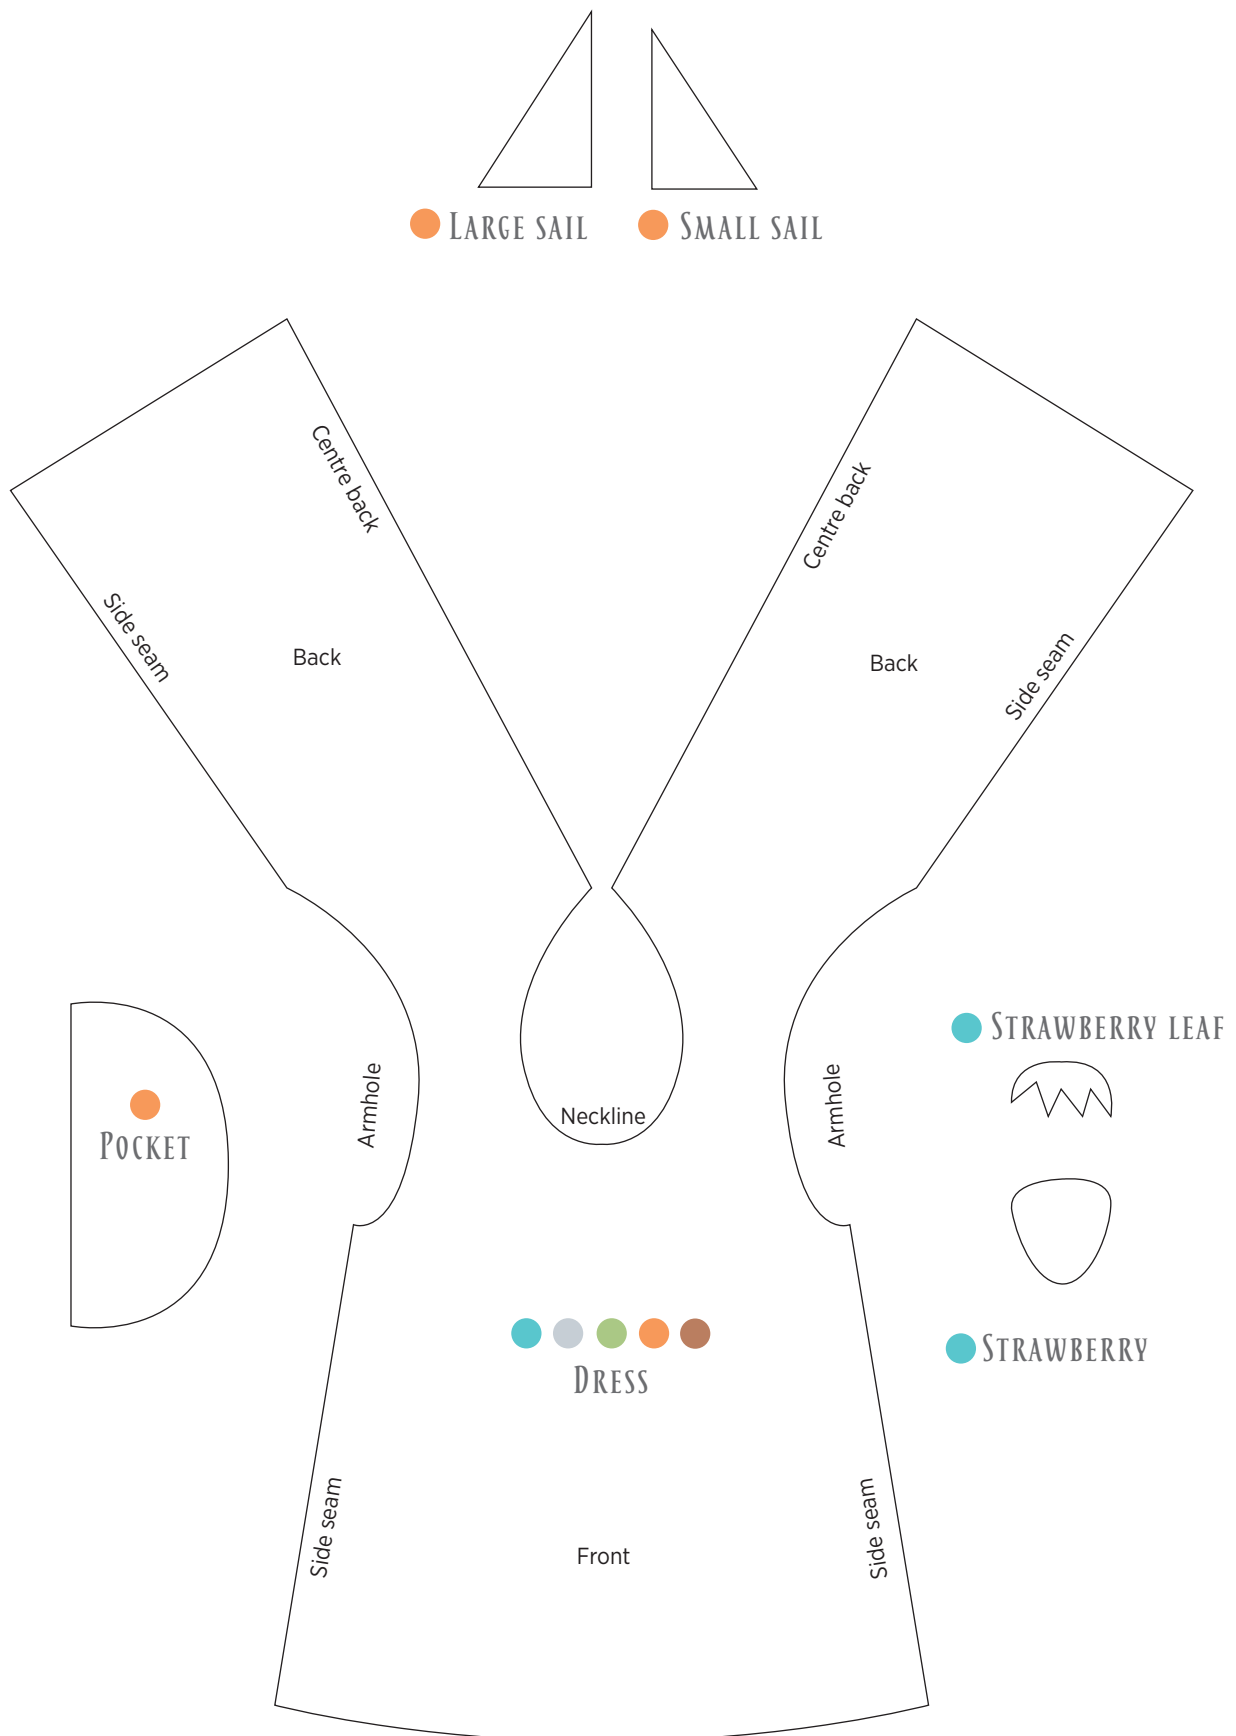 Large sail
Small sail
Centre back
Centre back
Side seam
Back
Back
Side seam
Strawberry leaf
Armhole
Neckline
Armhole
Pocket
Dress
Strawberry
Side seam
Front
Side seam